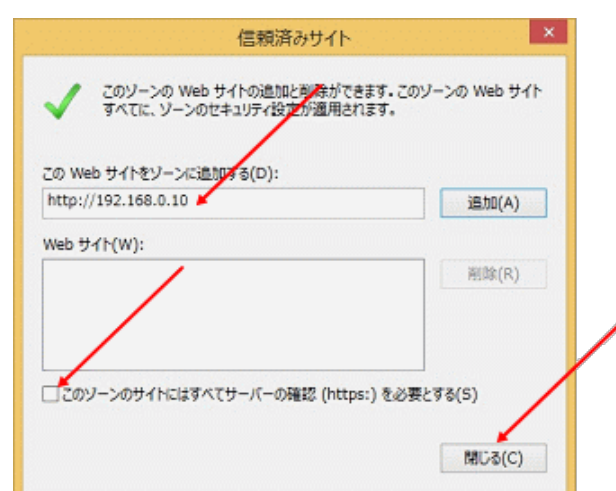 信頼済みサイト
このゾーンの Web サイトの追加と削除ができます。このゾーンの Web サイト
すべてに、ゾーンのセキュリティ設定が適用されます。
この Web サイトをゾーンに追加する(D):
http://192.168.0.10
追加(A)
Web サイト(W):
削除(R)
このゾーンのサイトにはすべてサーバーの確認 (https:) を必要とする(S)
閉じる(C)